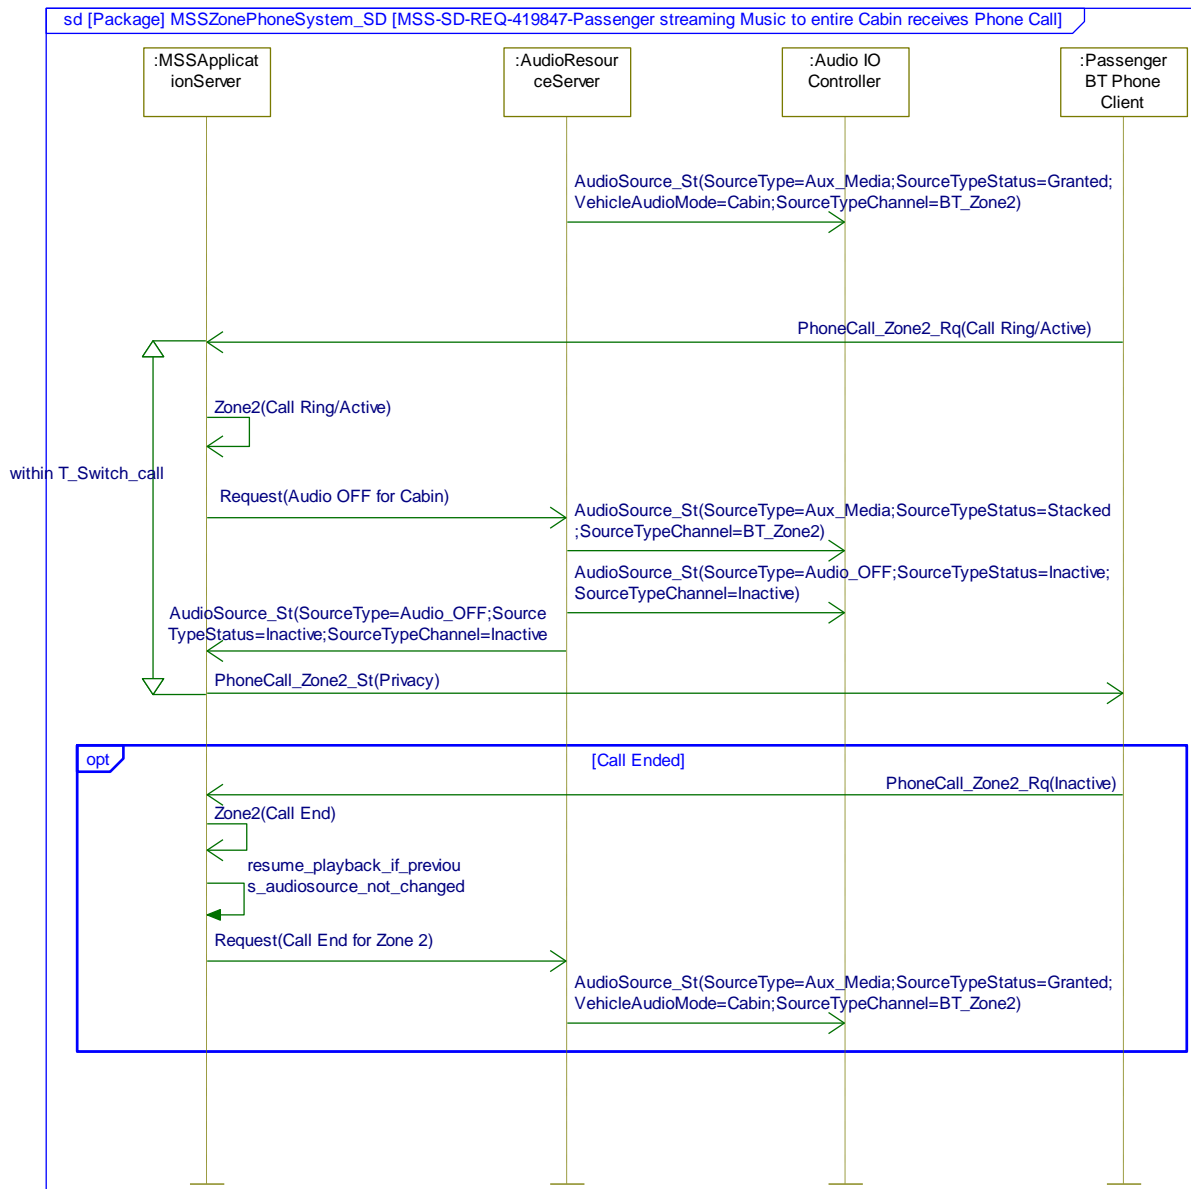 sd [Package] MSSZonePhoneSystem_SD [MSS-SD-REQ-419847-Passenger streaming Music to entire Cabin receives Phone Call]
:MSSApplicat
ionServer
:AudioResour
ceServer
:Audio IO
Controller
:Passenger
BT Phone
Client
AudioSource_St(SourceType=Aux_Media;SourceTypeStatus=Granted;
VehicleAudioMode=Cabin;SourceTypeChannel=BT_Zone2)
PhoneCall_Zone2_Rq(Call Ring/Active)
Zone2(Call Ring/Active)
within T_Switch_call
Request(Audio OFF for Cabin)
AudioSource_St(SourceType=Aux_Media;SourceTypeStatus=Stacked
;SourceTypeChannel=BT_Zone2)
AudioSource_St(SourceType=Audio_OFF;SourceTypeStatus=Inactive;
SourceTypeChannel=Inactive)
AudioSource_St(SourceType=Audio_OFF;Source
TypeStatus=Inactive;SourceTypeChannel=Inactive
PhoneCall_Zone2_St(Privacy)
opt
[Call Ended]
PhoneCall_Zone2_Rq(Inactive)
Zone2(Call End)
resume_playback_if_previou
s_audiosource_not_changed
Request(Call End for Zone 2)
AudioSource_St(SourceType=Aux_Media;SourceTypeStatus=Granted;
VehicleAudioMode=Cabin;SourceTypeChannel=BT_Zone2)